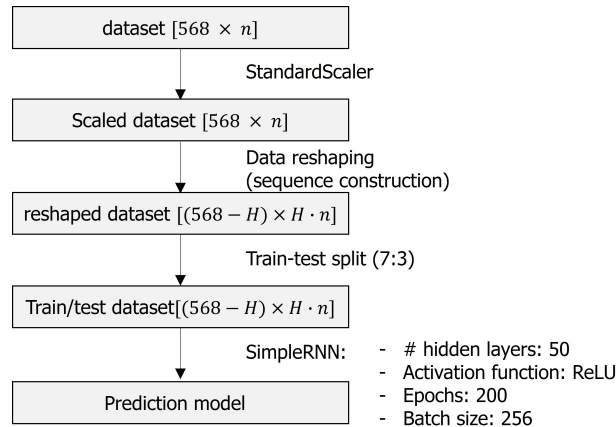 dataset [568 × n]
StandardScaler
Scaled dataset [568 × n]
Data reshaping
(sequence construction)
reshaped dataset [(568 − H) × H · n]
Train-test split (7:3)
Train/test dataset[(568 − H) × H · n]
SimpleRNN:
- # hidden layers: 50
- Activation function: ReLU
- Epochs: 200
- Batch size: 256
Prediction model